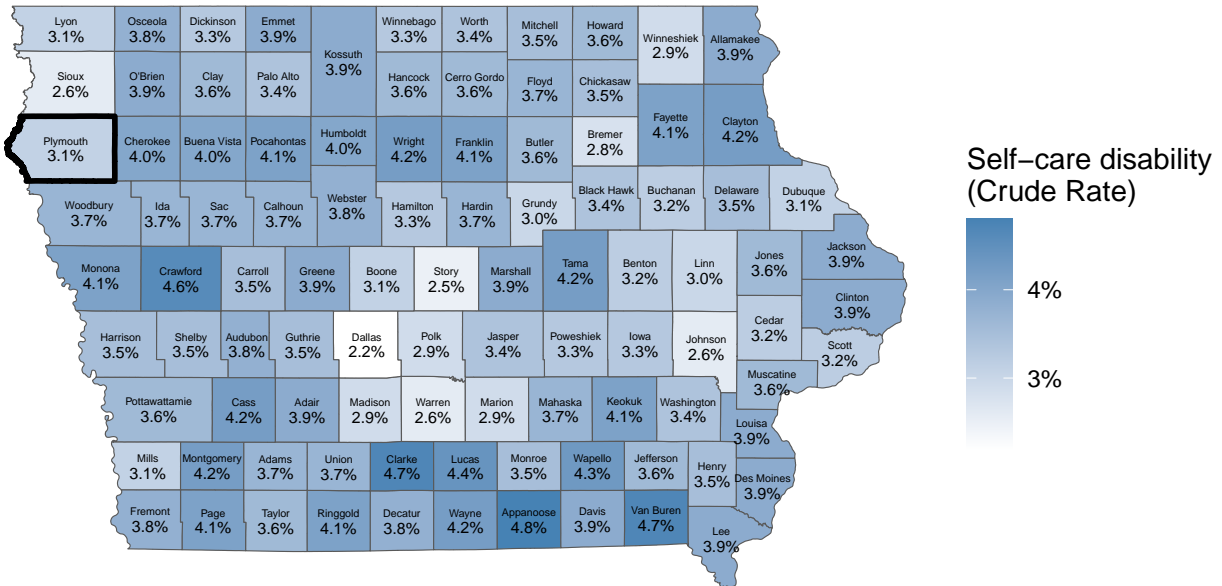 Lyon
3.1%
Osceola
3.8%
Dickinson
3.3%
Emmet
3.9%
Kossuth
3.9%
Winnebago
3.3%
Worth
3.4%
Mitchell
3.5%
Howard
3.6%
Winneshiek
2.9%
Allamakee
3.9%
Sioux
2.6%
O'Brien
3.9%
Clay
3.6%
Palo Alto
3.4%
Hancock
3.6%
Cerro Gordo
3.6%
Floyd
3.7%
Chickasaw
3.5%
Fayette
4.1%
Clayton
4.2%
Plymouth
3.1%
Cherokee
4.0%
Buena Vista
4.0%
Pocahontas
4.1%
Humboldt
4.0%
Wright
4.2%
Franklin
4.1%
Butler
3.6%
Bremer
2.8%
Woodbury
3.7%
Ida
3.7%
Sac
3.7%
Calhoun
3.7%
Webster
3.8%
Hamilton
3.3%
Hardin
3.7%
Grundy
3.0%
Black Hawk
3.4%
Buchanan
3.2%
Delaware
3.5%
Dubuque
3.1%
Monona
4.1%
Crawford
4.6%
Carroll
3.5%
Greene
3.9%
Boone
3.1%
Story
2.5%
Marshall
3.9%
Tama
4.2%
Benton
3.2%
Linn
3.0%
Jones
3.6%
Jackson
3.9%
Clinton
3.9%
Harrison
3.5%
Shelby
3.5%
Audubon
3.8%
Guthrie
3.5%
Dallas
2.2%
Polk
2.9%
Jasper
3.4%
Poweshiek
3.3%
Iowa
3.3%
Johnson
2.6%
Cedar
3.2%
Scott
3.2%
Muscatine
3.6%
Pottawattamie
3.6%
Cass
4.2%
Adair
3.9%
Madison
2.9%
Warren
2.6%
Marion
2.9%
Mahaska
3.7%
Keokuk
4.1%
Washington
3.4%
Louisa
3.9%
Mills
3.1%
Montgomery
4.2%
Adams
3.7%
Union
3.7%
Clarke
4.7%
Lucas
4.4%
Monroe
3.5%
Wapello
4.3%
Jefferson
3.6%
Henry
3.5%
Des Moines
3.9%
Fremont
3.8%
Page
4.1%
Taylor
3.6%
Ringgold
4.1%
Decatur
3.8%
Wayne
4.2%
Appanoose
4.8%
Davis
3.9%
Van Buren
4.7%
Lee
3.9%
Self−care disability
(Crude Rate)
4%
3%